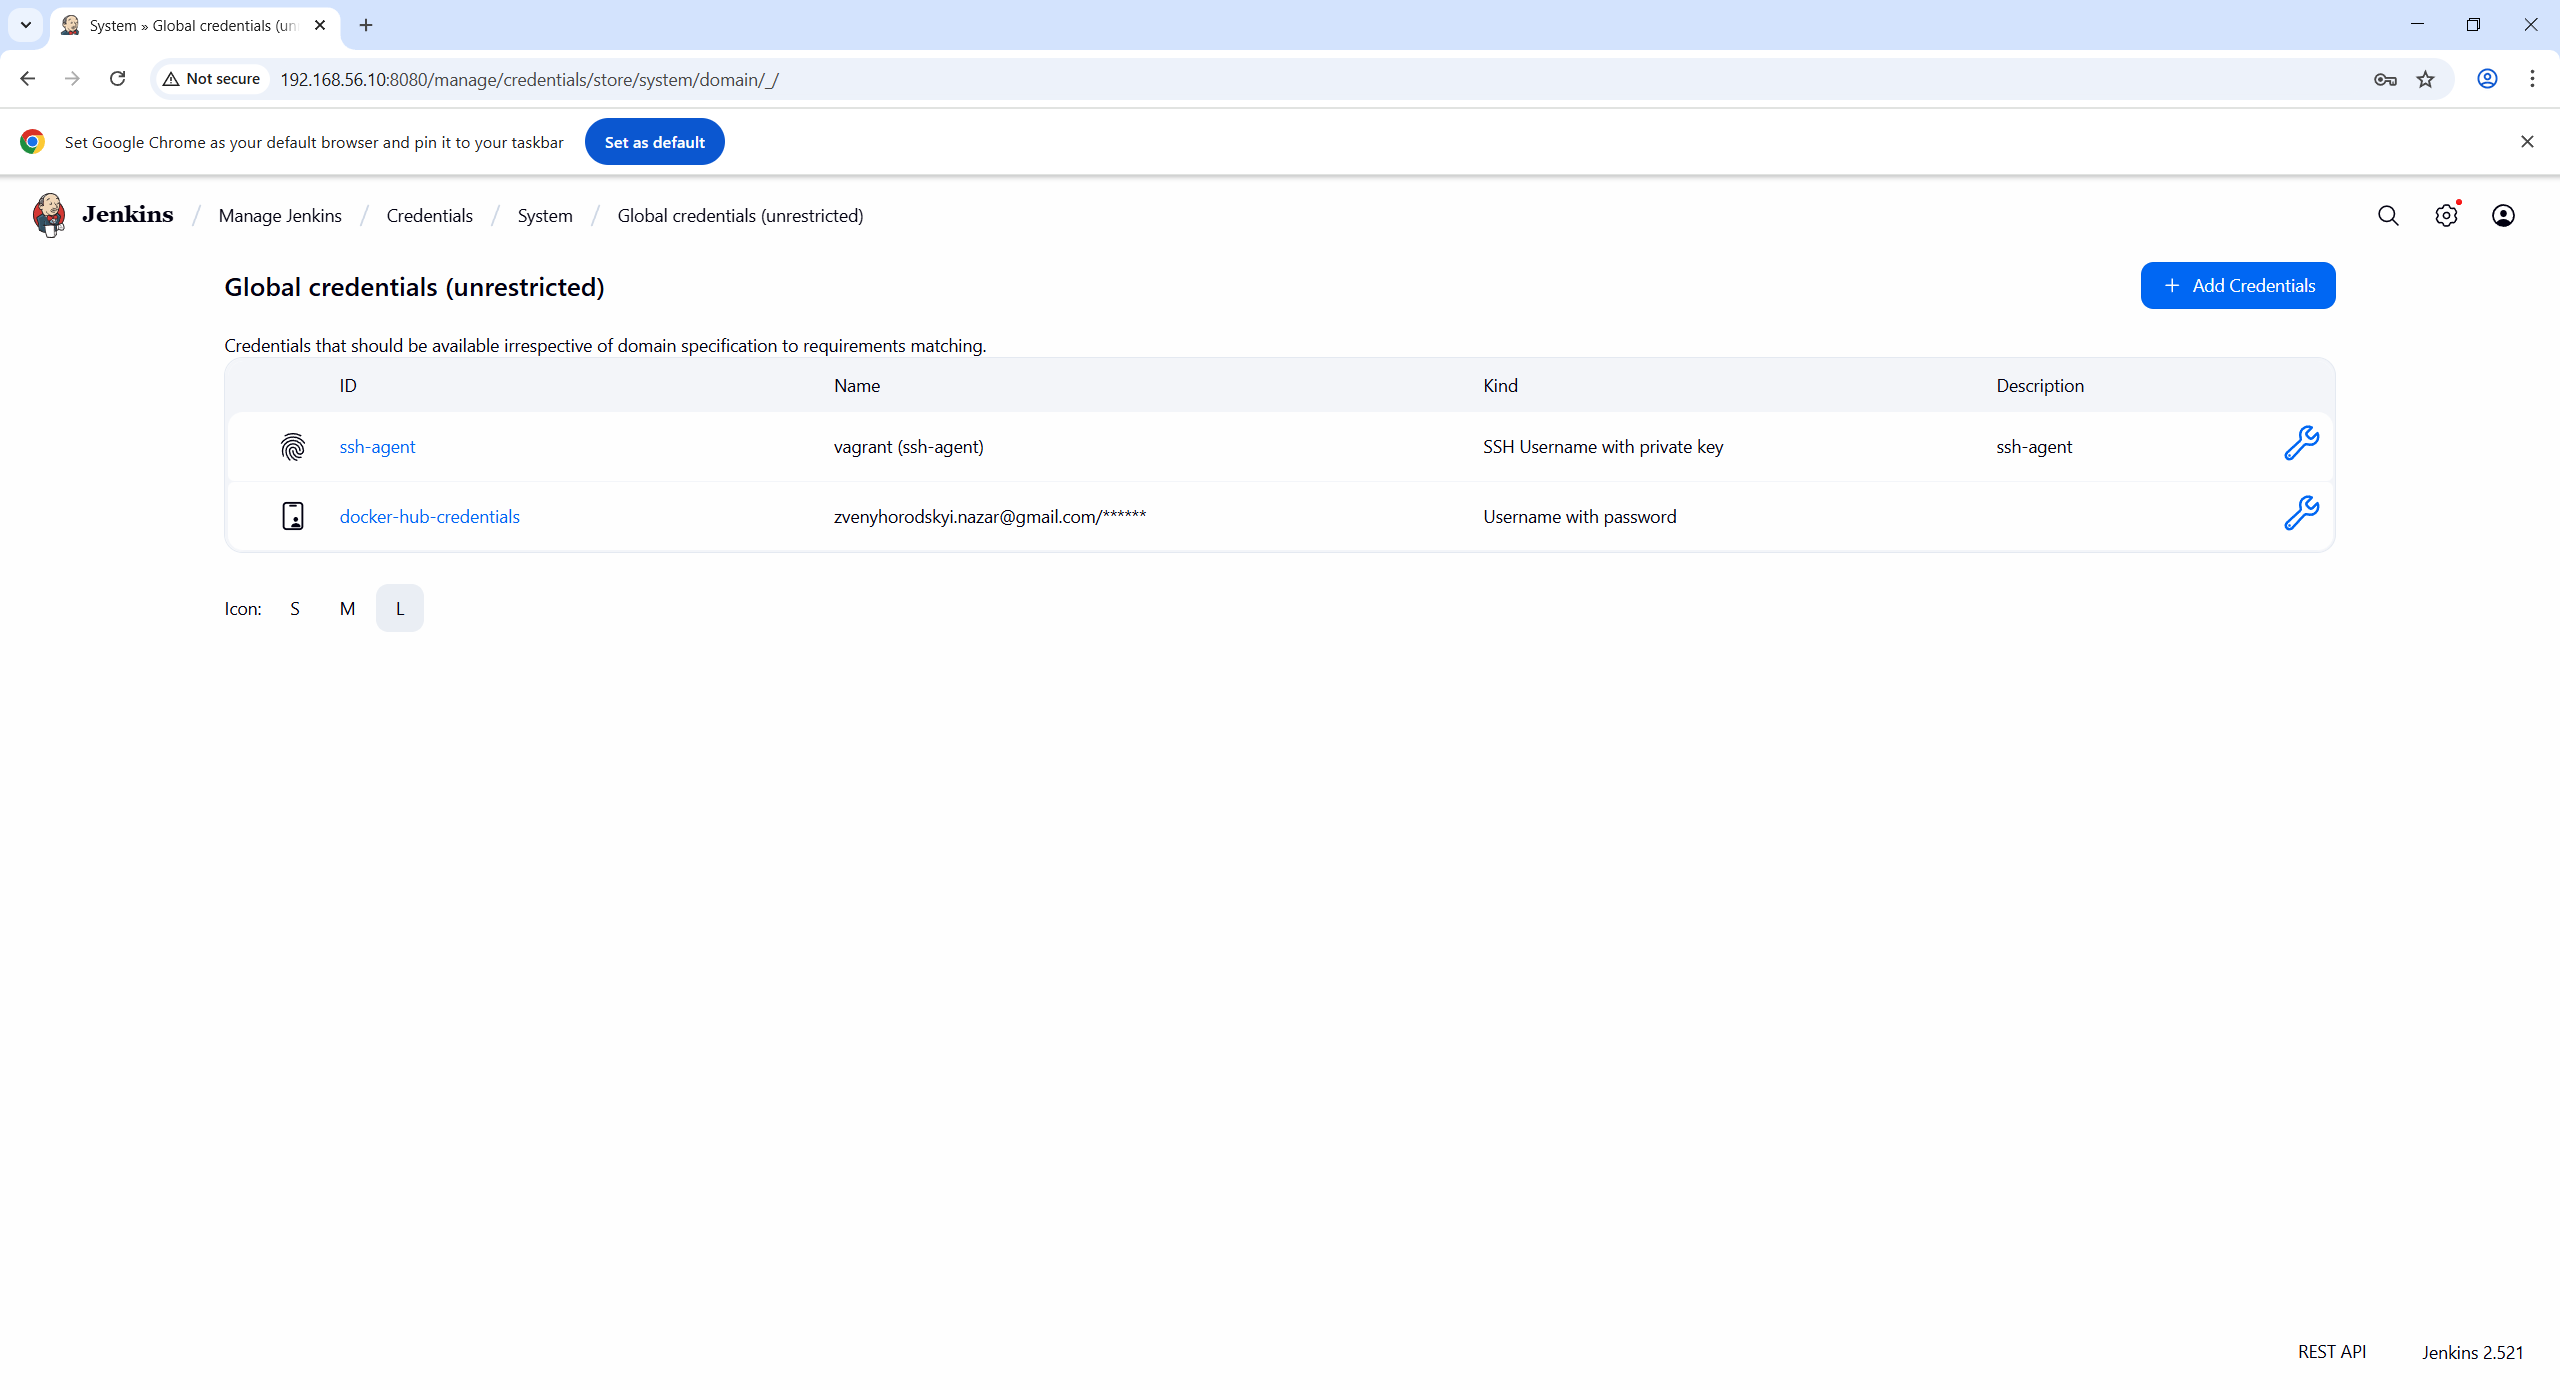 System » Global credentials (un
Not secure
192.168.56.10:8080/manage/credentials/store/system/domain/_/
Set Google Chrome as your default browser and pin it to your taskbar
Set as default
Jenkins / Manage Jenkins / Credentials / System / Global credentials (unrestricted)
Global credentials (unrestricted)
+ Add Credentials
Credentials that should be available irrespective of domain specification to requirements matching.
ID Name Kind Description
ssh-agent vagrant (ssh-agent) SSH Username with private key ssh-agent
docker-hub-credentials zvenyhorodskyi.nazar@gmail.com/****** Username with password
Icon: S M L
REST API Jenkins 2.521